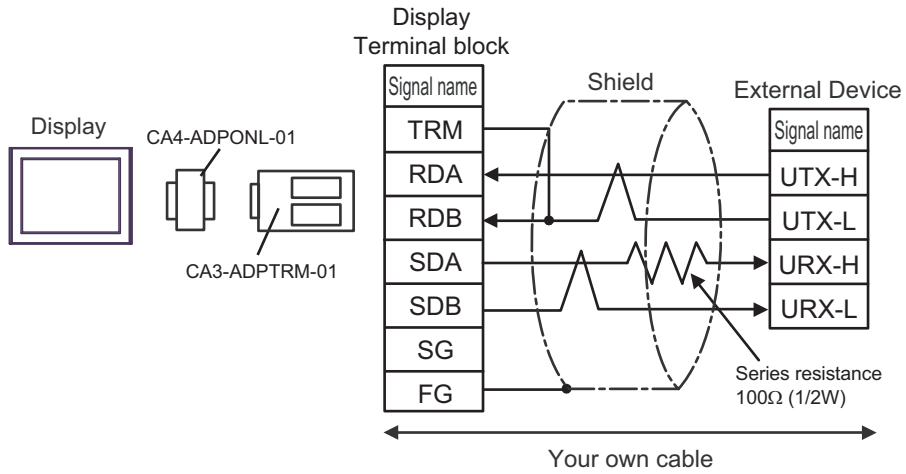 Display
Terminal block
Signal name
TRM
RDA
RDB
SDA
SDB
SG
FG
Shield
External Device
Signal name
UTX-H
UTX-L
URX-H
URX-L
Display
CA4-ADPONL-01
CA3-ADPTRM-01
Series resistance
100Ω (1/2W)
Your own cable